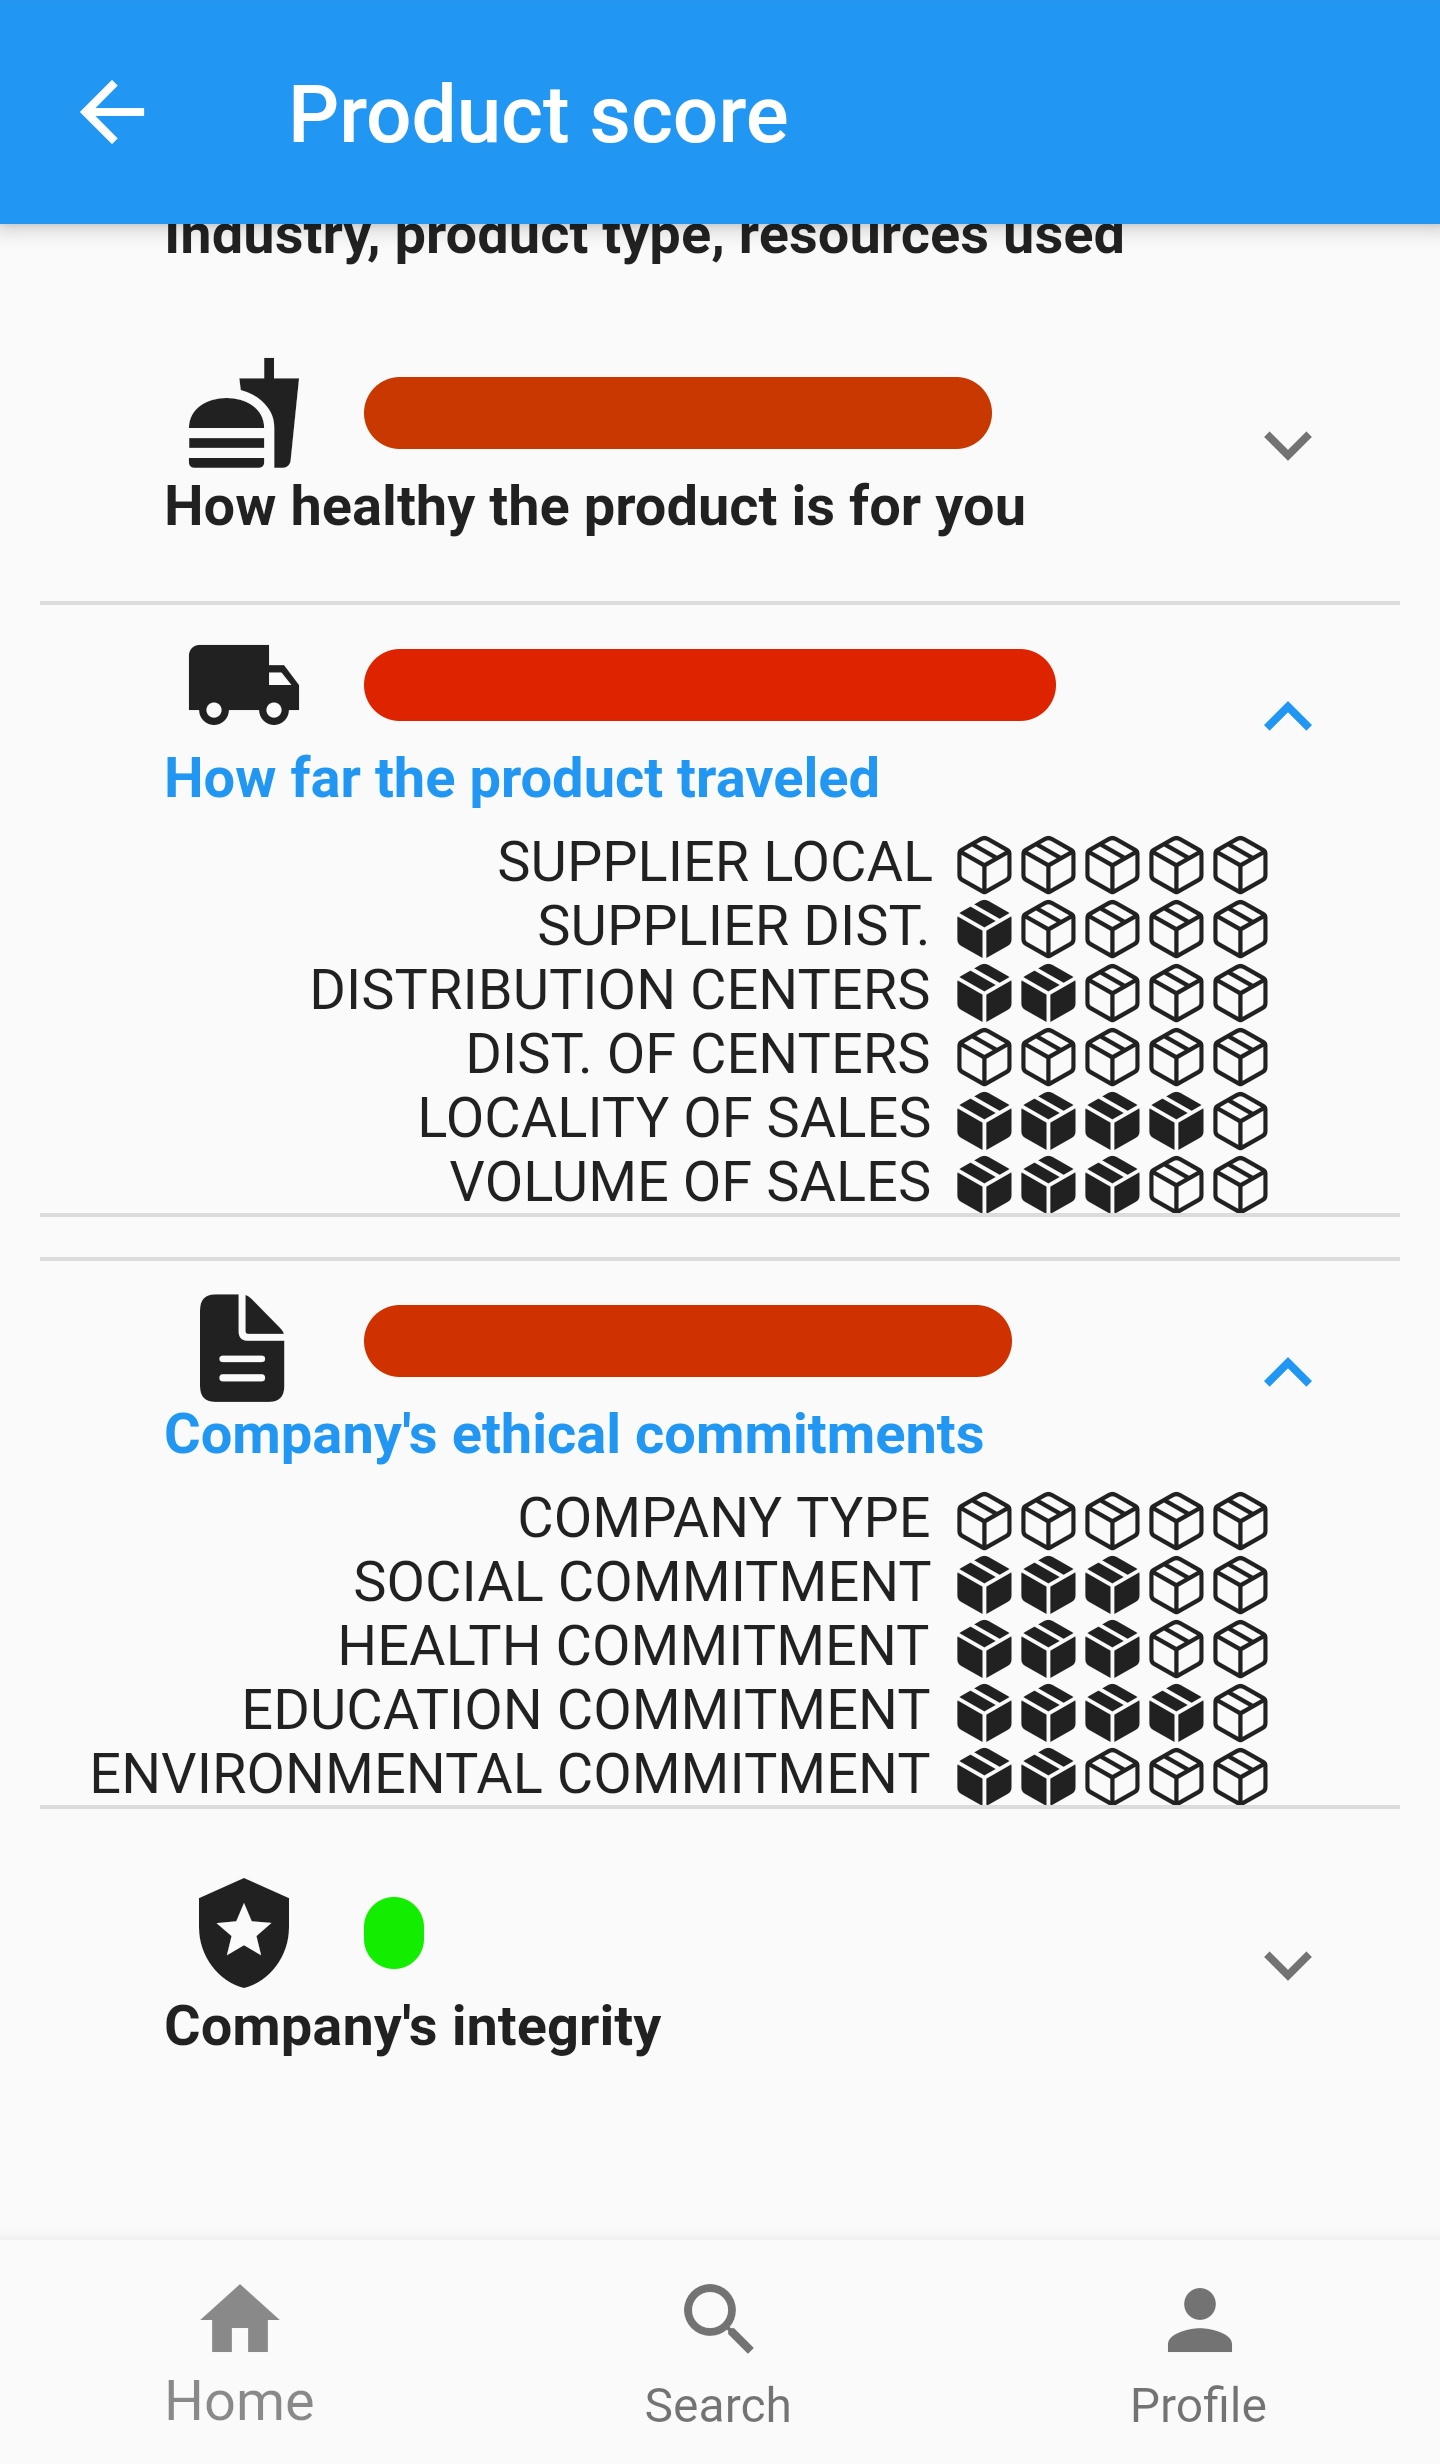 Product score
Industry, product type, resources used
How healthy the product is for you
How far the product traveled
SUPPLIER LOCAL
SUPPLIER DIST.
DISTRIBUTION CENTERS
DIST. OF CENTERS
LOCALITY OF SALES
VOLUME OF SALES
Company's ethical commitments
COMPANY TYPE
SOCIAL COMMITMENT
HEALTH COMMITMENT
EDUCATION COMMITMENT
ENVIRONMENTAL COMMITMENT
Company's integrity
Home
Search
Profile